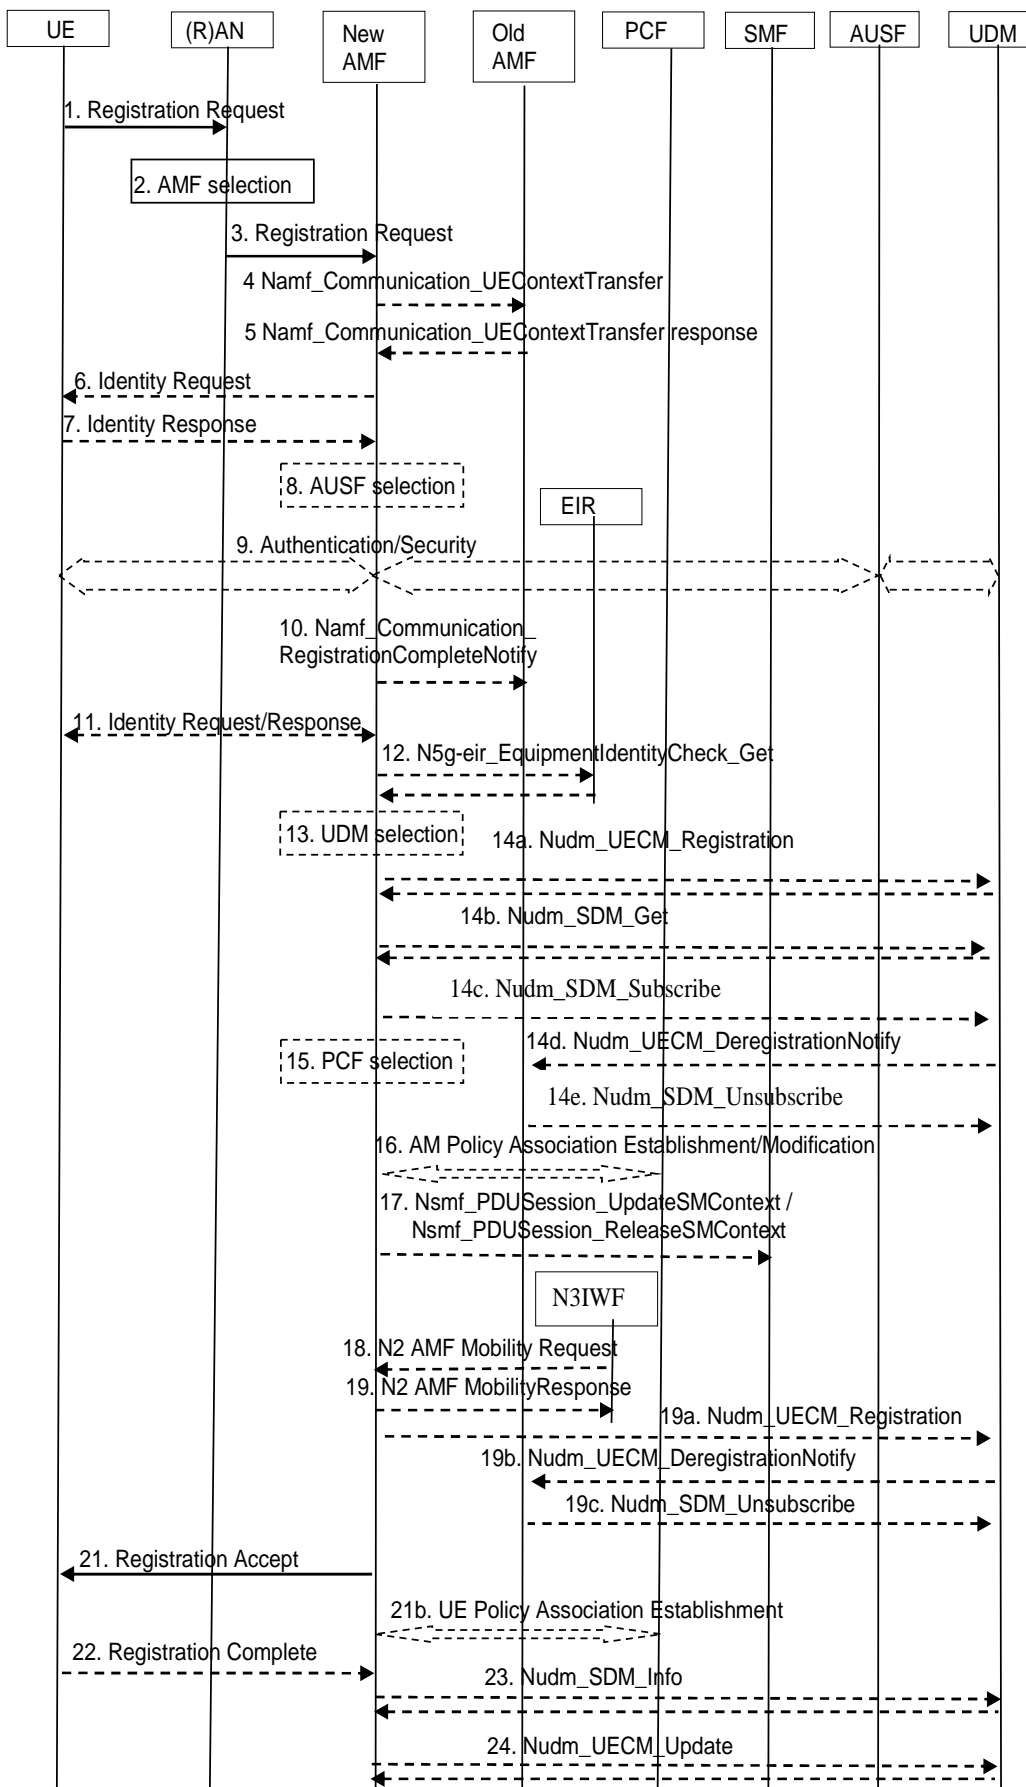 UE
(R)AN
New
AMF
Old
AMF
PCF
SMF
AUSF
UDM
1. Registration Request
2. AMF selection
3. Registration Request
4 Namf_Communication_UEContextTransfer
5 Namf_Communication_UEContextTransfer response
6. Identity Request
7. Identity Response
8. AUSF selection
EIR
9. Authentication/Security
10. Namf_Communication_
RegistrationCompleteNotify
11. Identity Request/Response
12. N5g-eir_EquipmentIdentityCheck_Get
13. UDM selection
14a. Nudm_UECM_Registration
14b. Nudm_SDM_Get
14c. Nudm_SDM_Subscribe
14d. Nudm_UECM_DeregistrationNotify
15. PCF selection
14e. Nudm_SDM_Unsubscribe
16. AM Policy Association Establishment/Modification
17. Nsmf_PDUSession_UpdateSMContext /
Nsmf_PDUSession_ReleaseSMContext
N3IWF
18. N2 AMF Mobility Request
19. N2 AMF MobilityResponse
19a. Nudm_UECM_Registration
19b. Nudm_UECM_DeregistrationNotify
19c. Nudm_SDM_Unsubscribe
21. Registration Accept
21b. UE Policy Association Establishment
22. Registration Complete
23. Nudm_SDM_Info
24. Nudm_UECM_Update